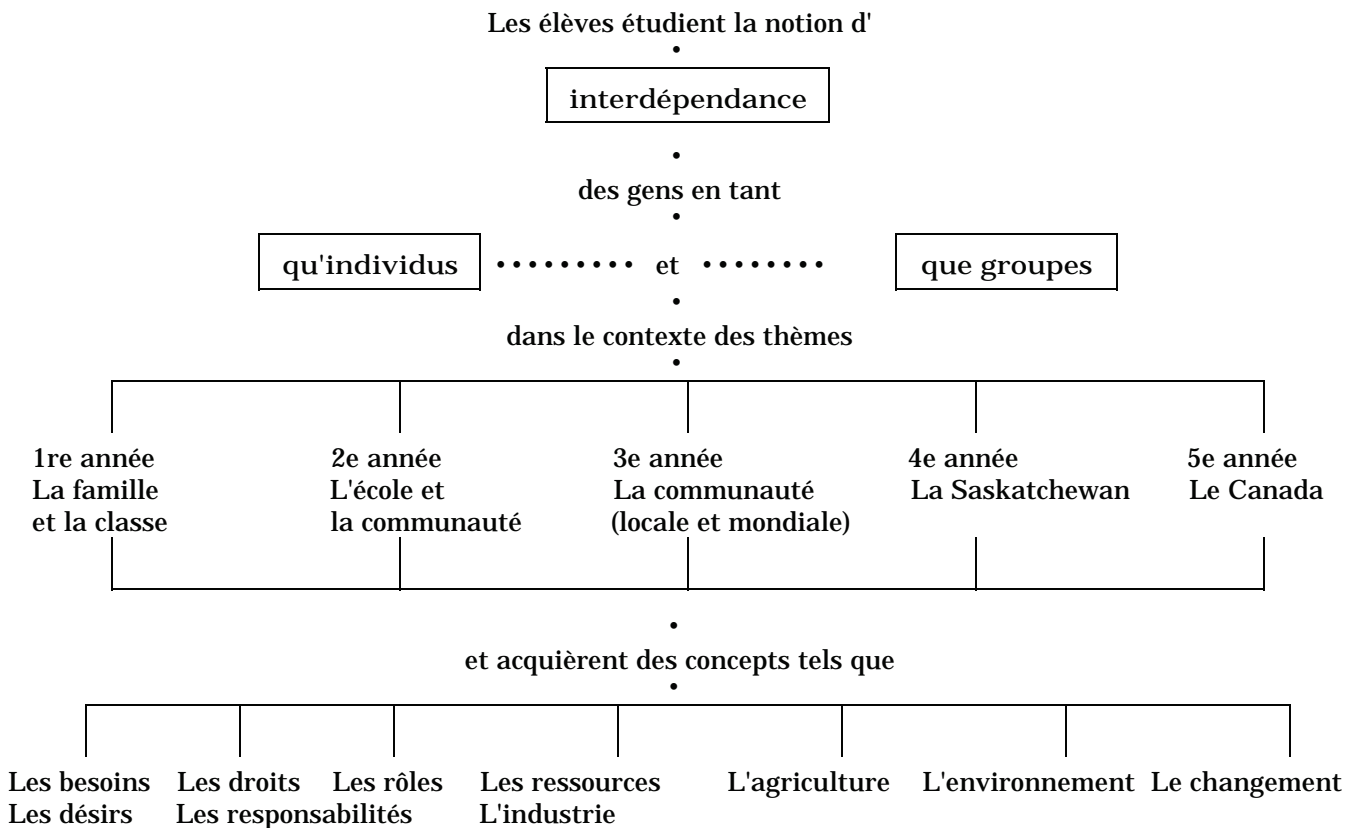 Les élèves étudient la notion d'
•
interdépendance
•
des gens en tant
•
qu'individus ••••••••• et •••••••• que groupes
•
dans le contexte des thèmes
•
1re année
La famille
et la classe
2e année
L'école et
la communauté
3e année
La communauté
(locale et mondiale)
4e année
La Saskatchewan
5e année
Le Canada
•
et acquièrent des concepts tels que
•
Les besoins
Les désirs
Les droits
Les responsabilités
Les rôles
Les ressources
L'industrie
L'agriculture
L'environnement
Le changement